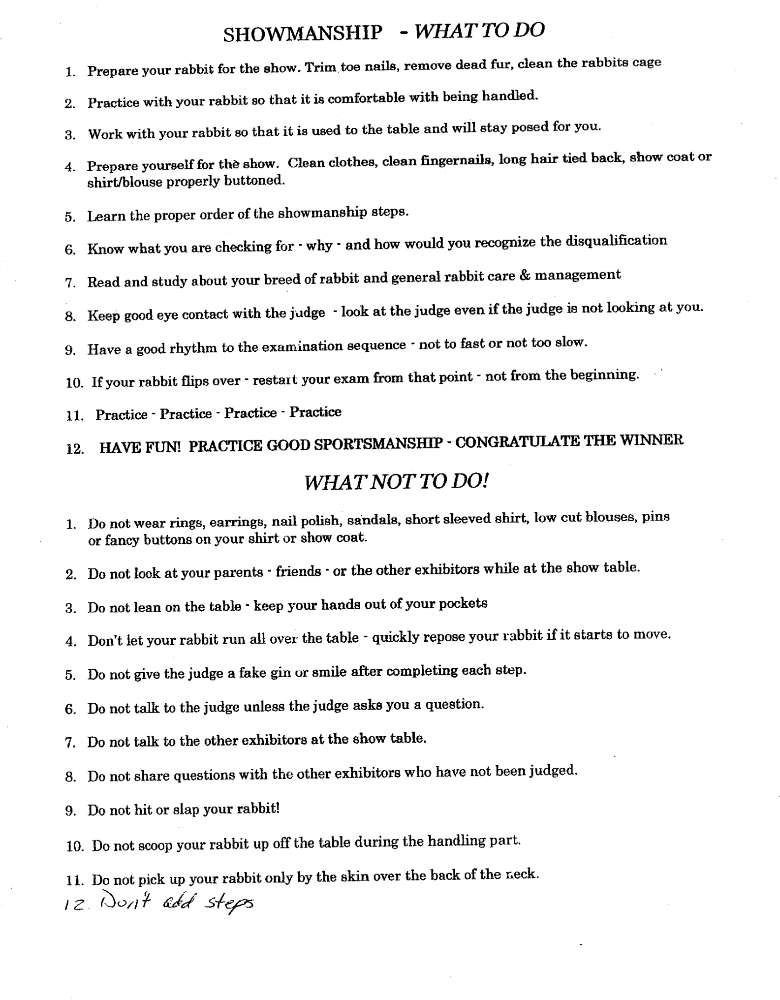 SHOWMANSHIP - WHAT TO DO
1. Prepare your rabbit for the show. Trim toe nails, remove dead fur, clean the rabbits cage
2. Practice with your rabbit so that it is comfortable with being handled.
3. Work with your rabbit so that it is used to the table and will stay posed for you.
4. Prepare yourself for the show. Clean clothes, clean fingernails, long hair tied back, show coat or
shirt/blouse properly buttoned.
5. Learn the proper order of the showmanship steps.
6. Know what you are checking for - why - and how would you recognize the disqualification
7. Read and study about your breed of rabbit and general rabbit care & management
8. Keep good eye contact with the judge - look at the judge even if the judge is not looking at you.
9. Have a good rhythm to the examination sequence - not to fast or not too slow.
10. If your rabbit flips over - restart your exam from that point - not from the beginning.
11. Practice - Practice - Practice - Practice
12. HAVE FUN! PRACTICE GOOD SPORTSMANSHIP - CONGRATULATE THE WINNER
WHAT NOT TO DO!
1. Do not wear rings, earrings, nail polish, sandals, short sleeved shirt, low cut blouses, pins
or fancy buttons on your shirt or show coat.
2. Do not look at your parents - friends - or the other exhibitors while at the show table.
3. Do not lean on the table - keep your hands out of your pockets
4. Don't let your rabbit run all over the table - quickly repose your rabbit if it starts to move.
5. Do not give the judge a fake gin or smile after completing each step.
6. Do not talk to the judge unless the judge asks you a question.
7. Do not talk to the other exhibitors at the show table.
8. Do not share questions with the other exhibitors who have not been judged.
9. Do not hit or slap your rabbit!
10. Do not scoop your rabbit up off the table during the handling part.
11. Do not pick up your rabbit only by the skin over the back of the neck.
12. Don't add steps